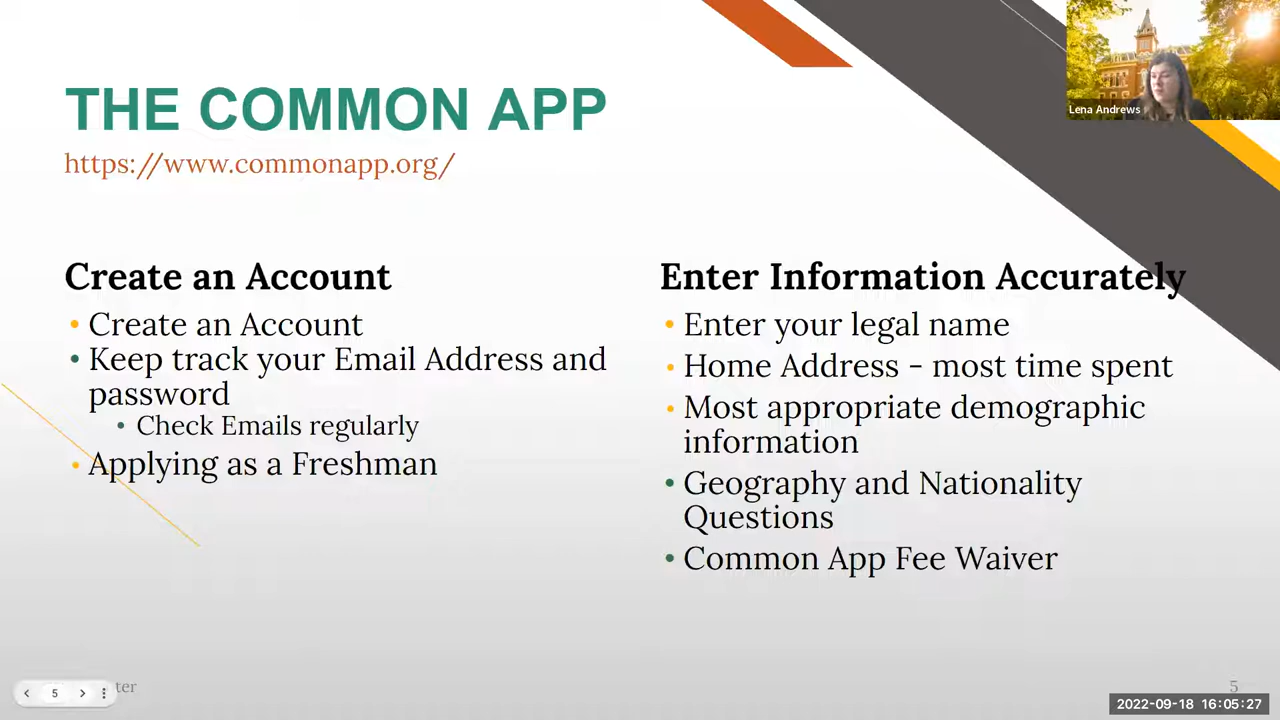 THE COMMON APP
https://www.commonapp.org/
Lena Andrews
Create an Account
Create an Account
Keep track your Email Address and
password
Check Emails regularly
Applying as a Freshman
Enter Information Accurately
Enter your legal name
Home Address - most time spent
Most appropriate demographic
information
Geography and Nationality
Questions
Common App Fee Waiver
5
ter
5
2022-09-18 16:05:27